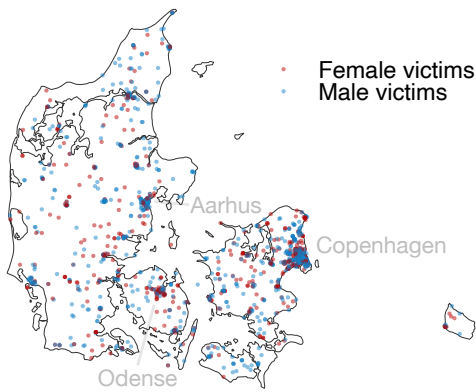 Female victims
Male victims
Aarhus
Copenhagen
Odense